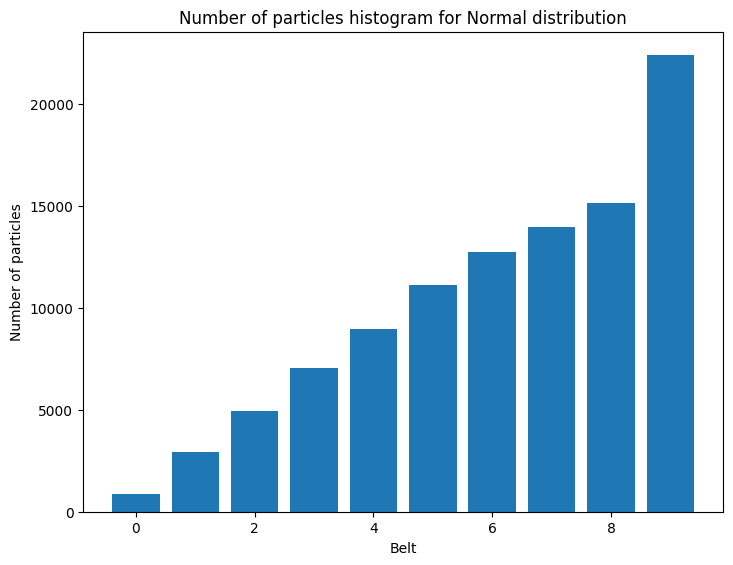 Number of particles histogram for Normal distribution
Number of particles
20000
15000
10000
5000
0
0 2 4 6 8
Belt